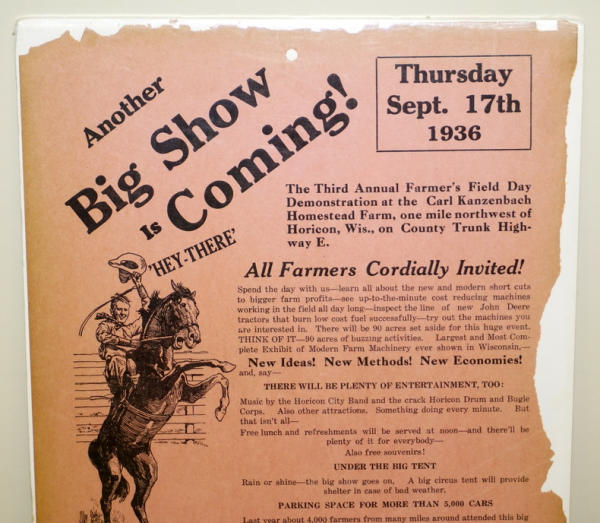 Another
Big Show
Is Coming!
Thursday
Sept. 17th
1936
The Third Annual Farmer's Field Day
Demonstration at the Carl Kanzenbach
Homestead Farm, one mile northwest of
Horicon, Wis., on County Trunk High-
way E.
'HEY-THERE'
All Farmers Cordially Invited!
Spend the day with us—learn all about the new and modern short cuts
to bigger farm profits—see up-to-the-minute cost reducing machines
working in the field all day long—inspect the line of new John Deere
tractors that burn low cost fuel successfully—try out the machines you
are interested in. There will be 90 acres set aside for this huge event.
THINK OF IT—90 acres of buzzing activities. Largest and Most Com-
plete Exhibit of Modern Farm Machinery ever shown in Wisconsin,—
New Ideas! New Methods! New Economies!
and, say—
THERE WILL BE PLENTY OF ENTERTAINMENT, TOO:
Music by the Horicon City Band and the crack Horicon Drum and Bugle
Corps. Also other attractions. Something doing every minute. But
that isn't all—
Free lunch and refreshments will be served at noon—and there'll be
plenty of it for everybody—
Also free souvenirs!
UNDER THE BIG TENT
Rain or shine—the big show goes on. A big circus tent will provide
shelter in case of bad weather.
PARKING SPACE FOR MORE THAN 5,000 CARS
Last year about 4,000 farmers from many miles around attended this big